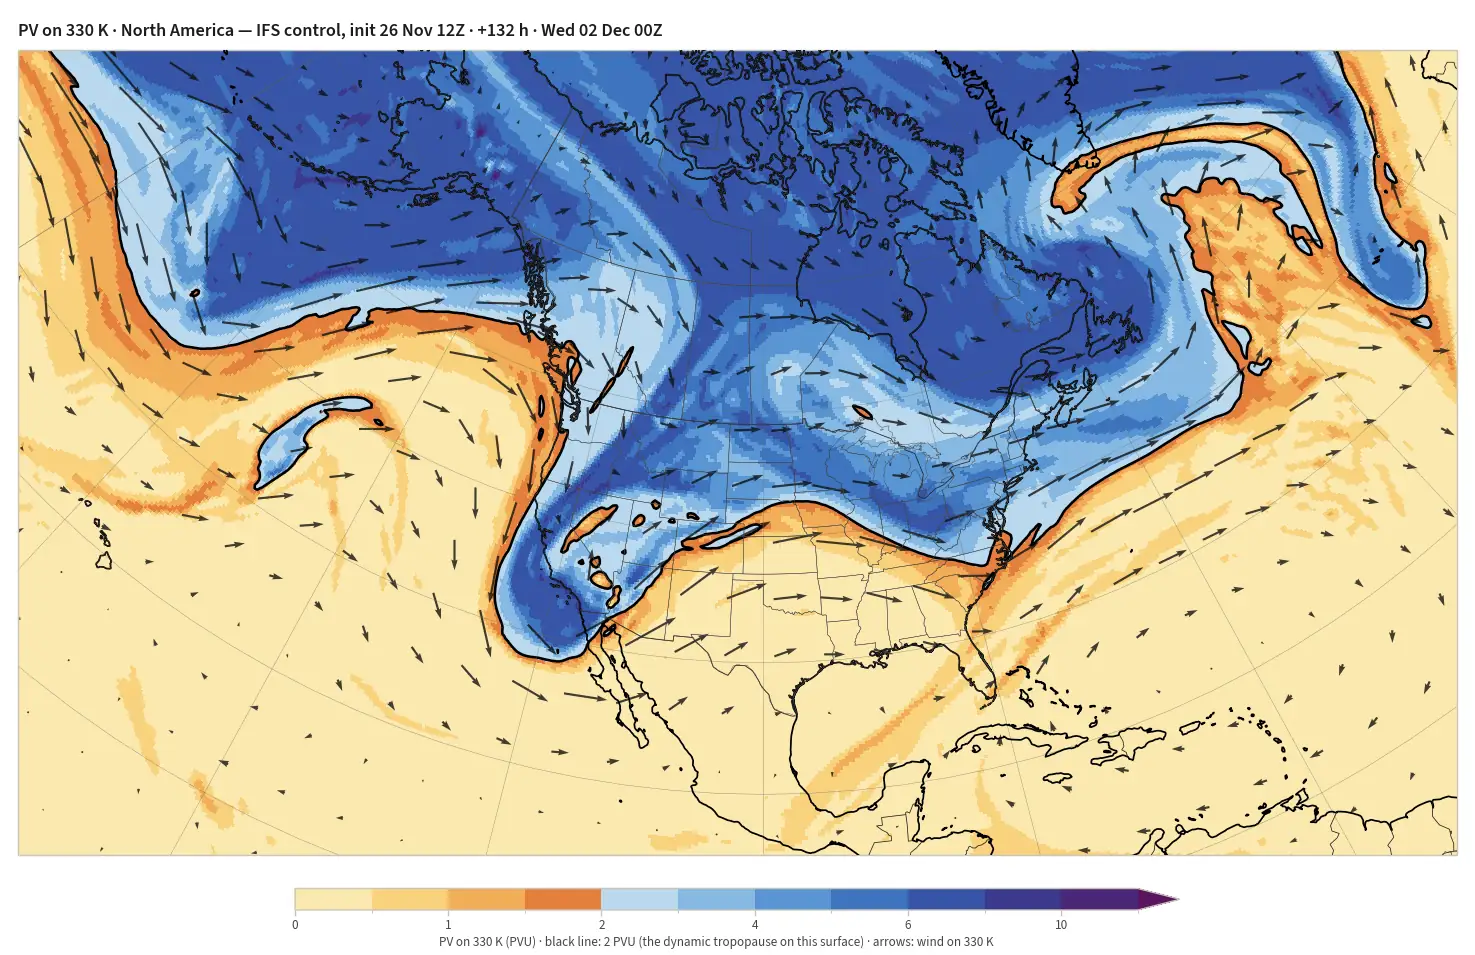 PV on 330 K · North America — IFS control, init 26 Nov 12Z · +132 h · Wed 02 Dec 00Z
0 1 2 4 6 10
PV on 330 K (PVU) · black line: 2 PVU (the dynamic tropopause on this surface) · arrows: wind on 330 K